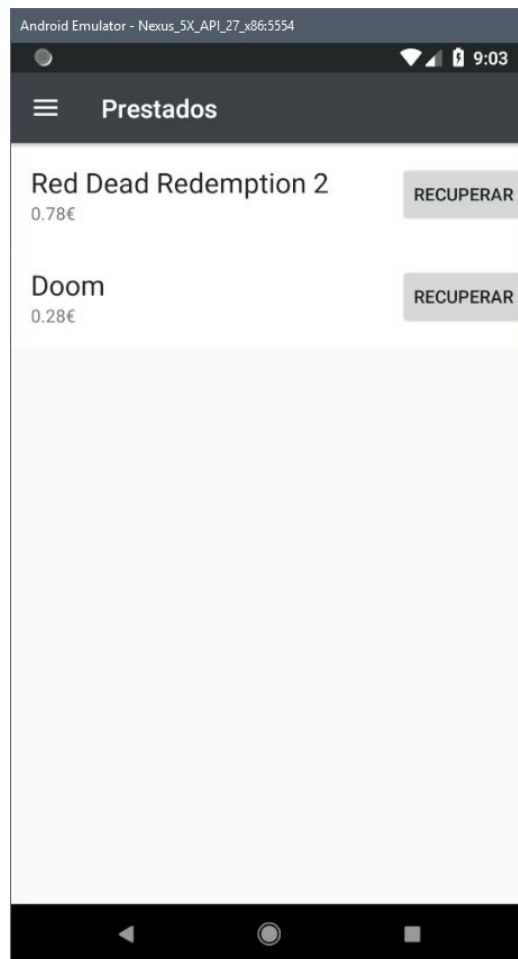 Android Emulator - Nexus_5X_API_27_x86:5554
9:03
Prestados
Red Dead Redemption 2
0.78€
RECUPERAR
Doom
0.28€
RECUPERAR